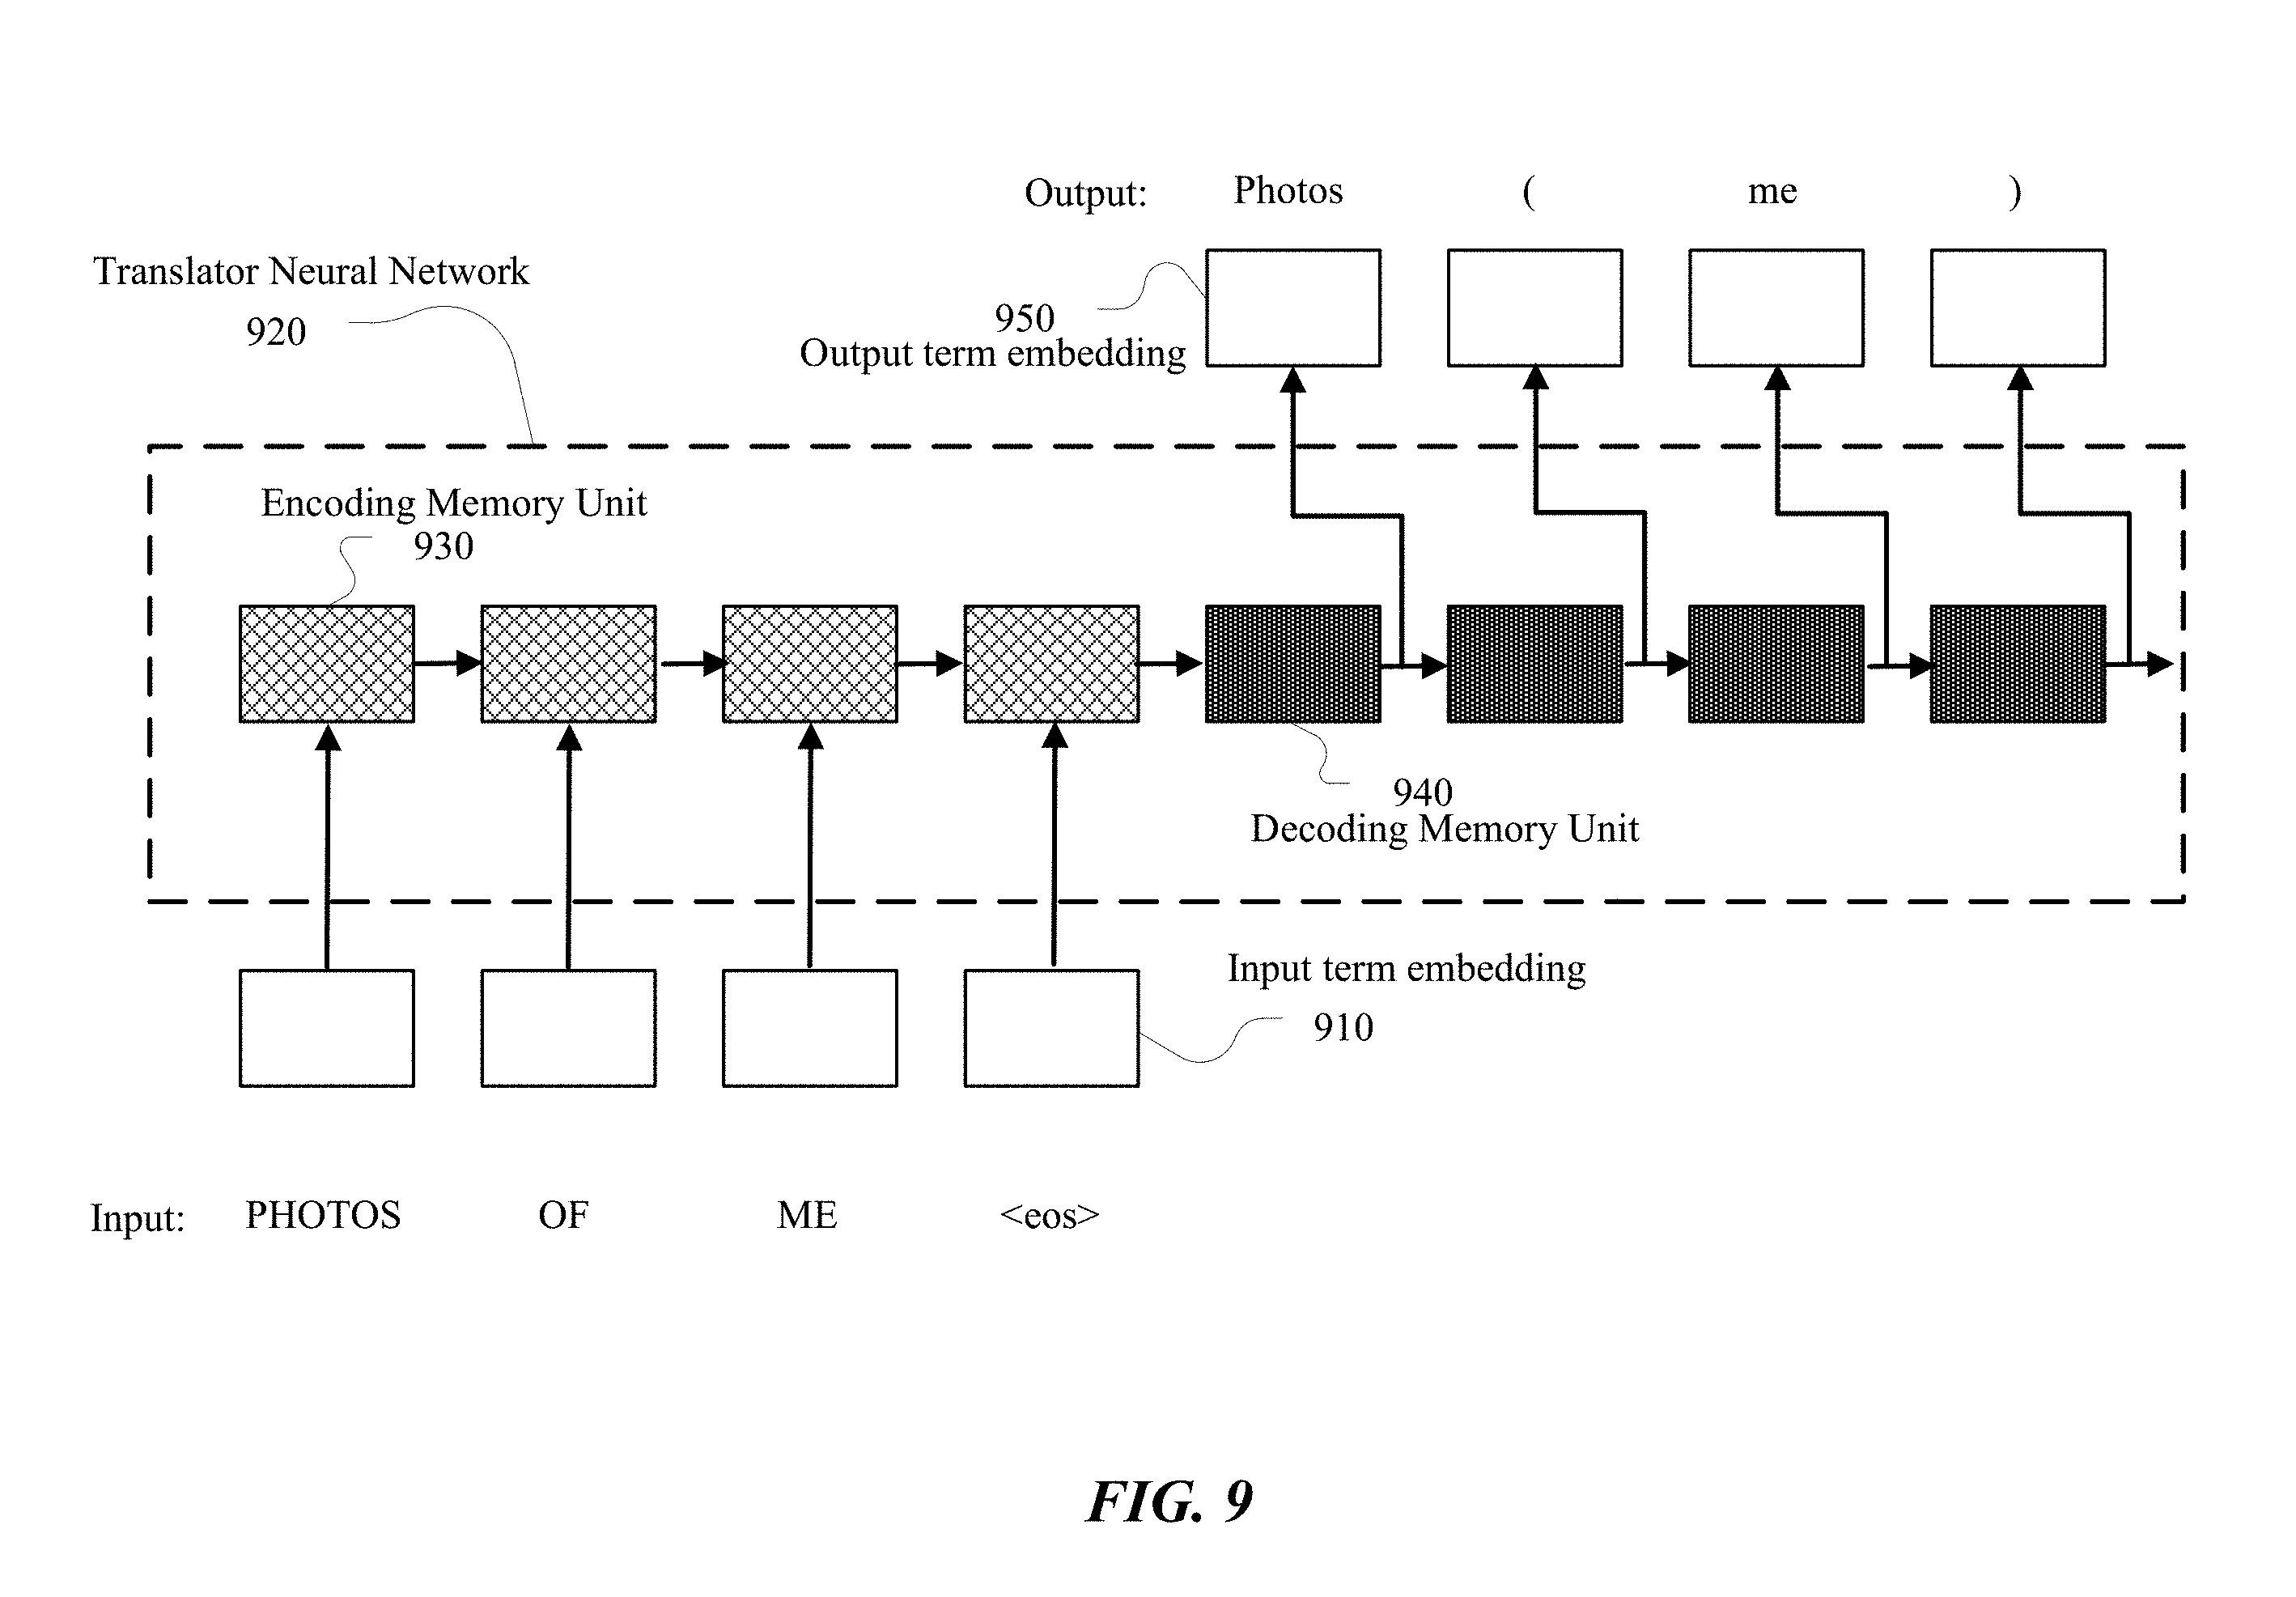 Output: Photos ( me )
Translator Neural Network
920
950
Output term embedding
Encoding Memory Unit
930
940
Decoding Memory Unit
Input term embedding
910
Input: PHOTOS OF ME <eos>
FIG. 9